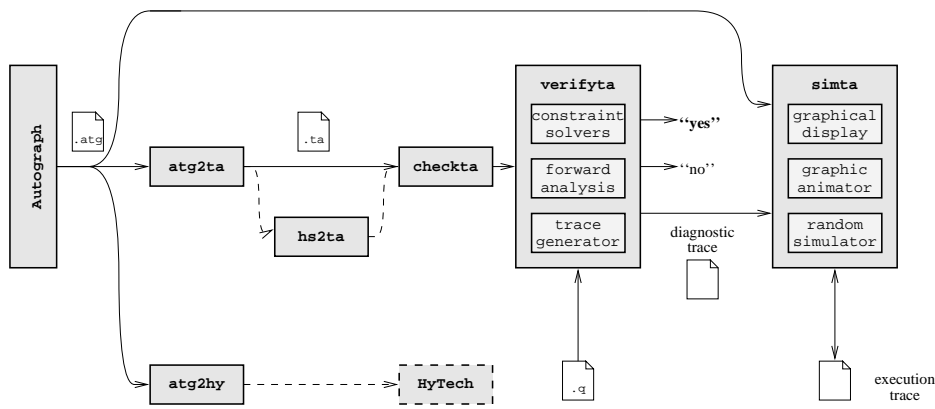 Autograph
.atg
.ta
atg2ta
hs2ta
checkta
verifyta
constraint
solvers
forward
analysis
trace
generator
“yes”
“no”
diagnostic
trace
simta
graphical
display
graphic
animator
random
simulator
atg2hy
HyTech
.q
execution
trace